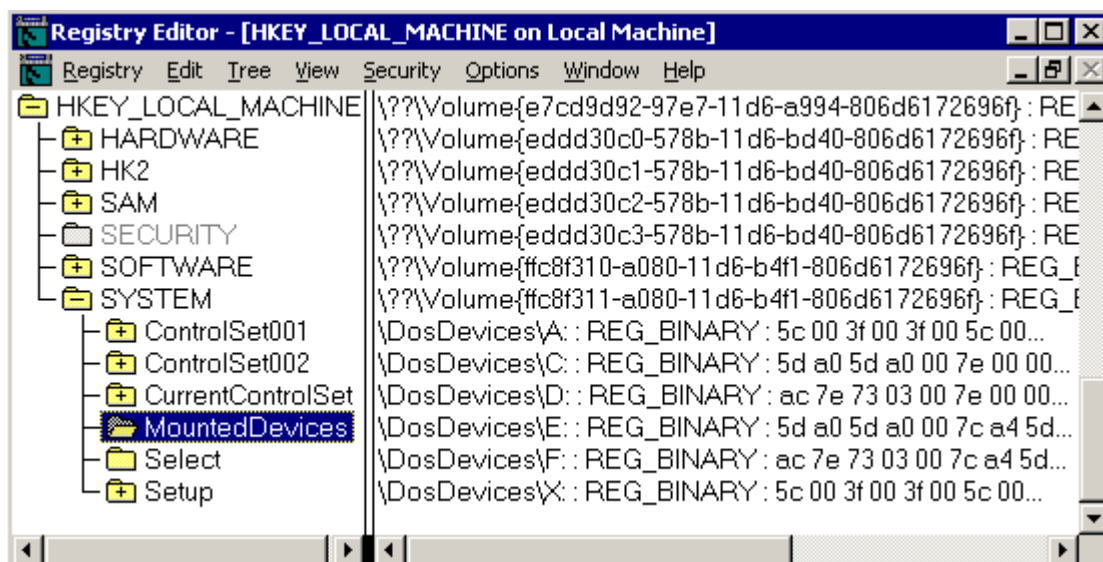 Registry Editor - [HKEY_LOCAL_MACHINE on Local Machine]
Registry Edit Tree View Security Options Window Help
HKEY_LOCAL_MACHINE
HARDWARE
HK2
SAM
SECURITY
SOFTWARE
SYSTEM
ControlSet001
ControlSet002
CurrentControlSet
MountedDevices
Select
Setup
\??\Volume{e7cd9d92-97e7-11d6-a994-806d6172696f} : RE
\??\Volume{eddd30c0-578b-11d6-bd40-806d6172696f} : RE
\??\Volume{eddd30c1-578b-11d6-bd40-806d6172696f} : RE
\??\Volume{eddd30c2-578b-11d6-bd40-806d6172696f} : RE
\??\Volume{eddd30c3-578b-11d6-bd40-806d6172696f} : RE
\??\Volume{ffc8f310-a080-11d6-b4f1-806d6172696f} : REG_B
\??\Volume{ffc8f311-a080-11d6-b4f1-806d6172696f} : REG_B
\DosDevices\A: : REG_BINARY : 5c 00 3f 00 3f 00 5c 00...
\DosDevices\C: : REG_BINARY : 5d a0 5d a0 00 7e 00 00...
\DosDevices\D: : REG_BINARY : ac 7e 73 03 00 7e 00 00...
\DosDevices\E: : REG_BINARY : 5d a0 5d a0 00 7c a4 5d...
\DosDevices\F: : REG_BINARY : ac 7e 73 03 00 7c a4 5d...
\DosDevices\X: : REG_BINARY : 5c 00 3f 00 3f 00 5c 00...